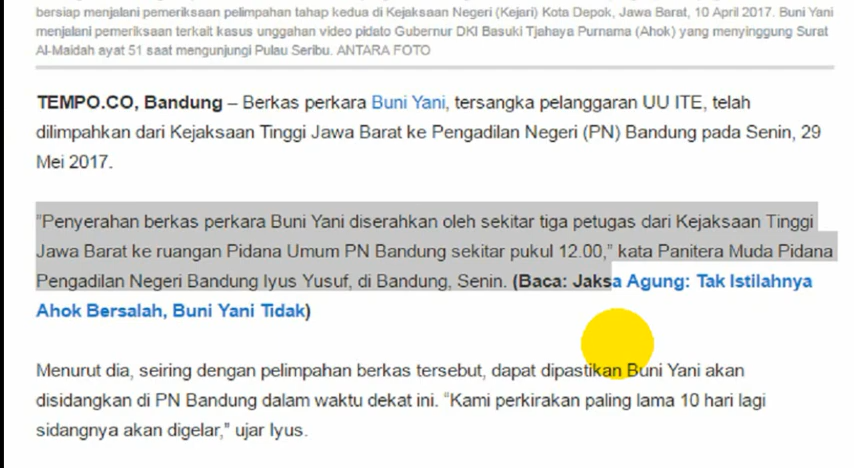 bersiap menjalani pemeriksaan pelimpahan tahap kedua di Kejaksaan Negeri (Kejari) Kota Depok, Jawa Barat, 10 April 2017. Buni Yani
menjalani pemeriksaan terkait kasus unggahan video pidato Gubernur DKI Basuki Tjahaya Purnama (Ahok) yang menyinggung Surat
Al-Maidah ayat 51 saat mengunjungi Pulau Seribu. ANTARA FOTO
TEMPO.CO, Bandung – Berkas perkara Buni Yani, tersangka pelanggaran UU ITE, telah
dilimpahkan dari Kejaksaan Tinggi Jawa Barat ke Pengadilan Negeri (PN) Bandung pada Senin, 29
Mei 2017.
"Penyerahan berkas perkara Buni Yani diserahkan oleh sekitar tiga petugas dari Kejaksaan Tinggi
Jawa Barat ke ruangan Pidana Umum PN Bandung sekitar pukul 12.00," kata Panitera Muda Pidana
Pengadilan Negeri Bandung Iyus Yusuf, di Bandung, Senin. (Baca: Jaksa Agung: Tak Istilahnya
Ahok Bersalah, Buni Yani Tidak)
Menurut dia, seiring dengan pelimpahan berkas tersebut, dapat dipastikan Buni Yani akan
disidangkan di PN Bandung dalam waktu dekat ini. "Kami perkirakan paling lama 10 hari lagi
sidangnya akan digelar," ujar Iyus.